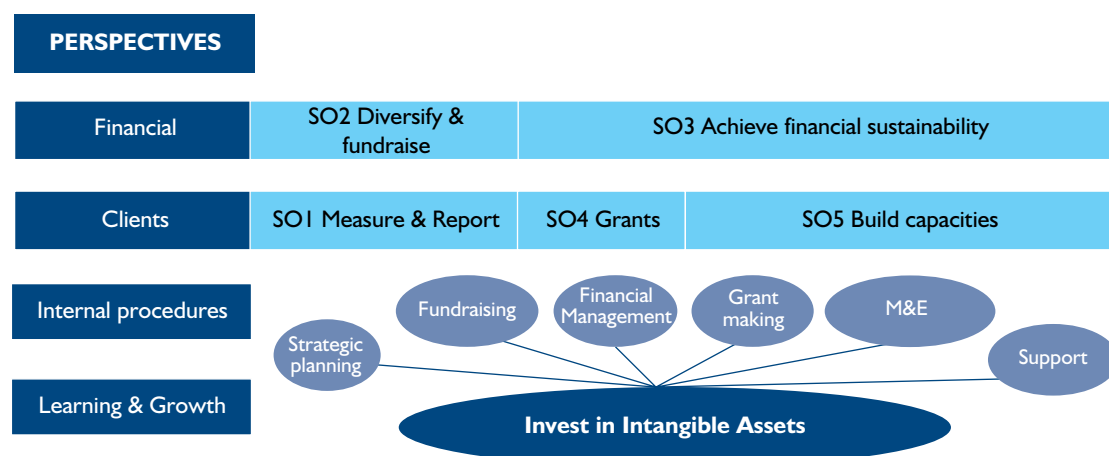 PERSPECTIVES
Financial
SO2 Diversify &
fundraise
SO3 Achieve financial sustainability
Clients
SO1 Measure & Report
SO4 Grants
SO5 Build capacities
Internal procedures
Strategic
planning
Fundraising
Financial
Management
Grant
making
M&E
Support
Learning & Growth
Invest in Intangible Assets